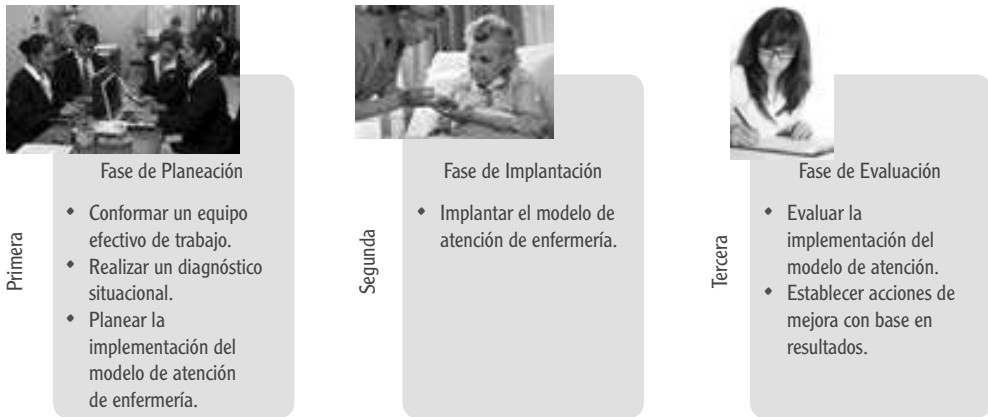 Primera
Fase de Planeación
• Conformar un equipo
efectivo de trabajo.
• Realizar un diagnóstico
situacional.
• Planear la
implementación del
modelo de atención
de enfermería.
Segunda
Fase de Implantación
• Implantar el modelo de
atención de enfermería.
Tercera
Fase de Evaluación
• Evaluar la
implementación del
modelo de atención.
• Establecer acciones de
mejora con base en
resultados.